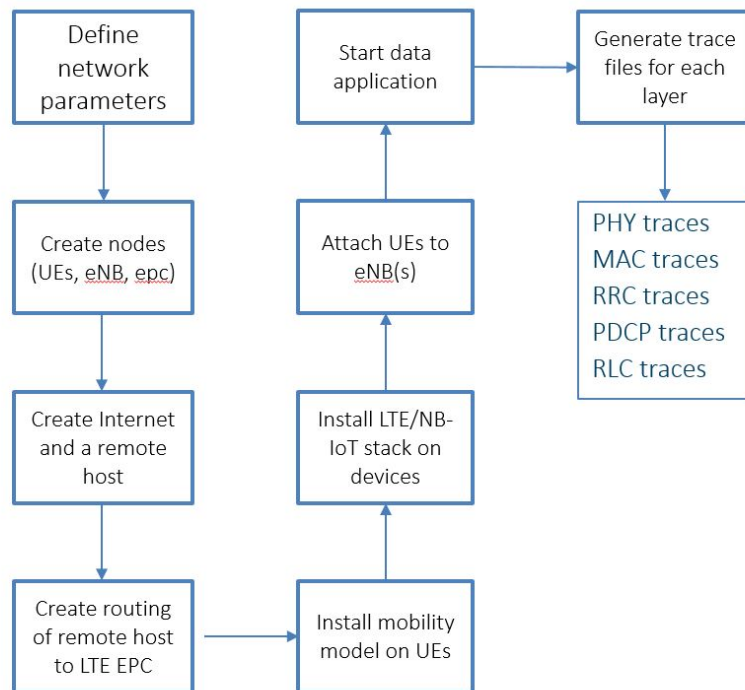 Define
network
parameters
Create nodes
(UEs, eNB, epc)
Create Internet
and a remote
host
Create routing
of remote host
to LTE EPC
Install mobility
model on UEs
Install LTE/NB-
IoT stack on
devices
Attach UEs to
eNB(s)
Start data
application
Generate trace
files for each
layer
PHY traces
MAC traces
RRC traces
PDCP traces
RLC traces